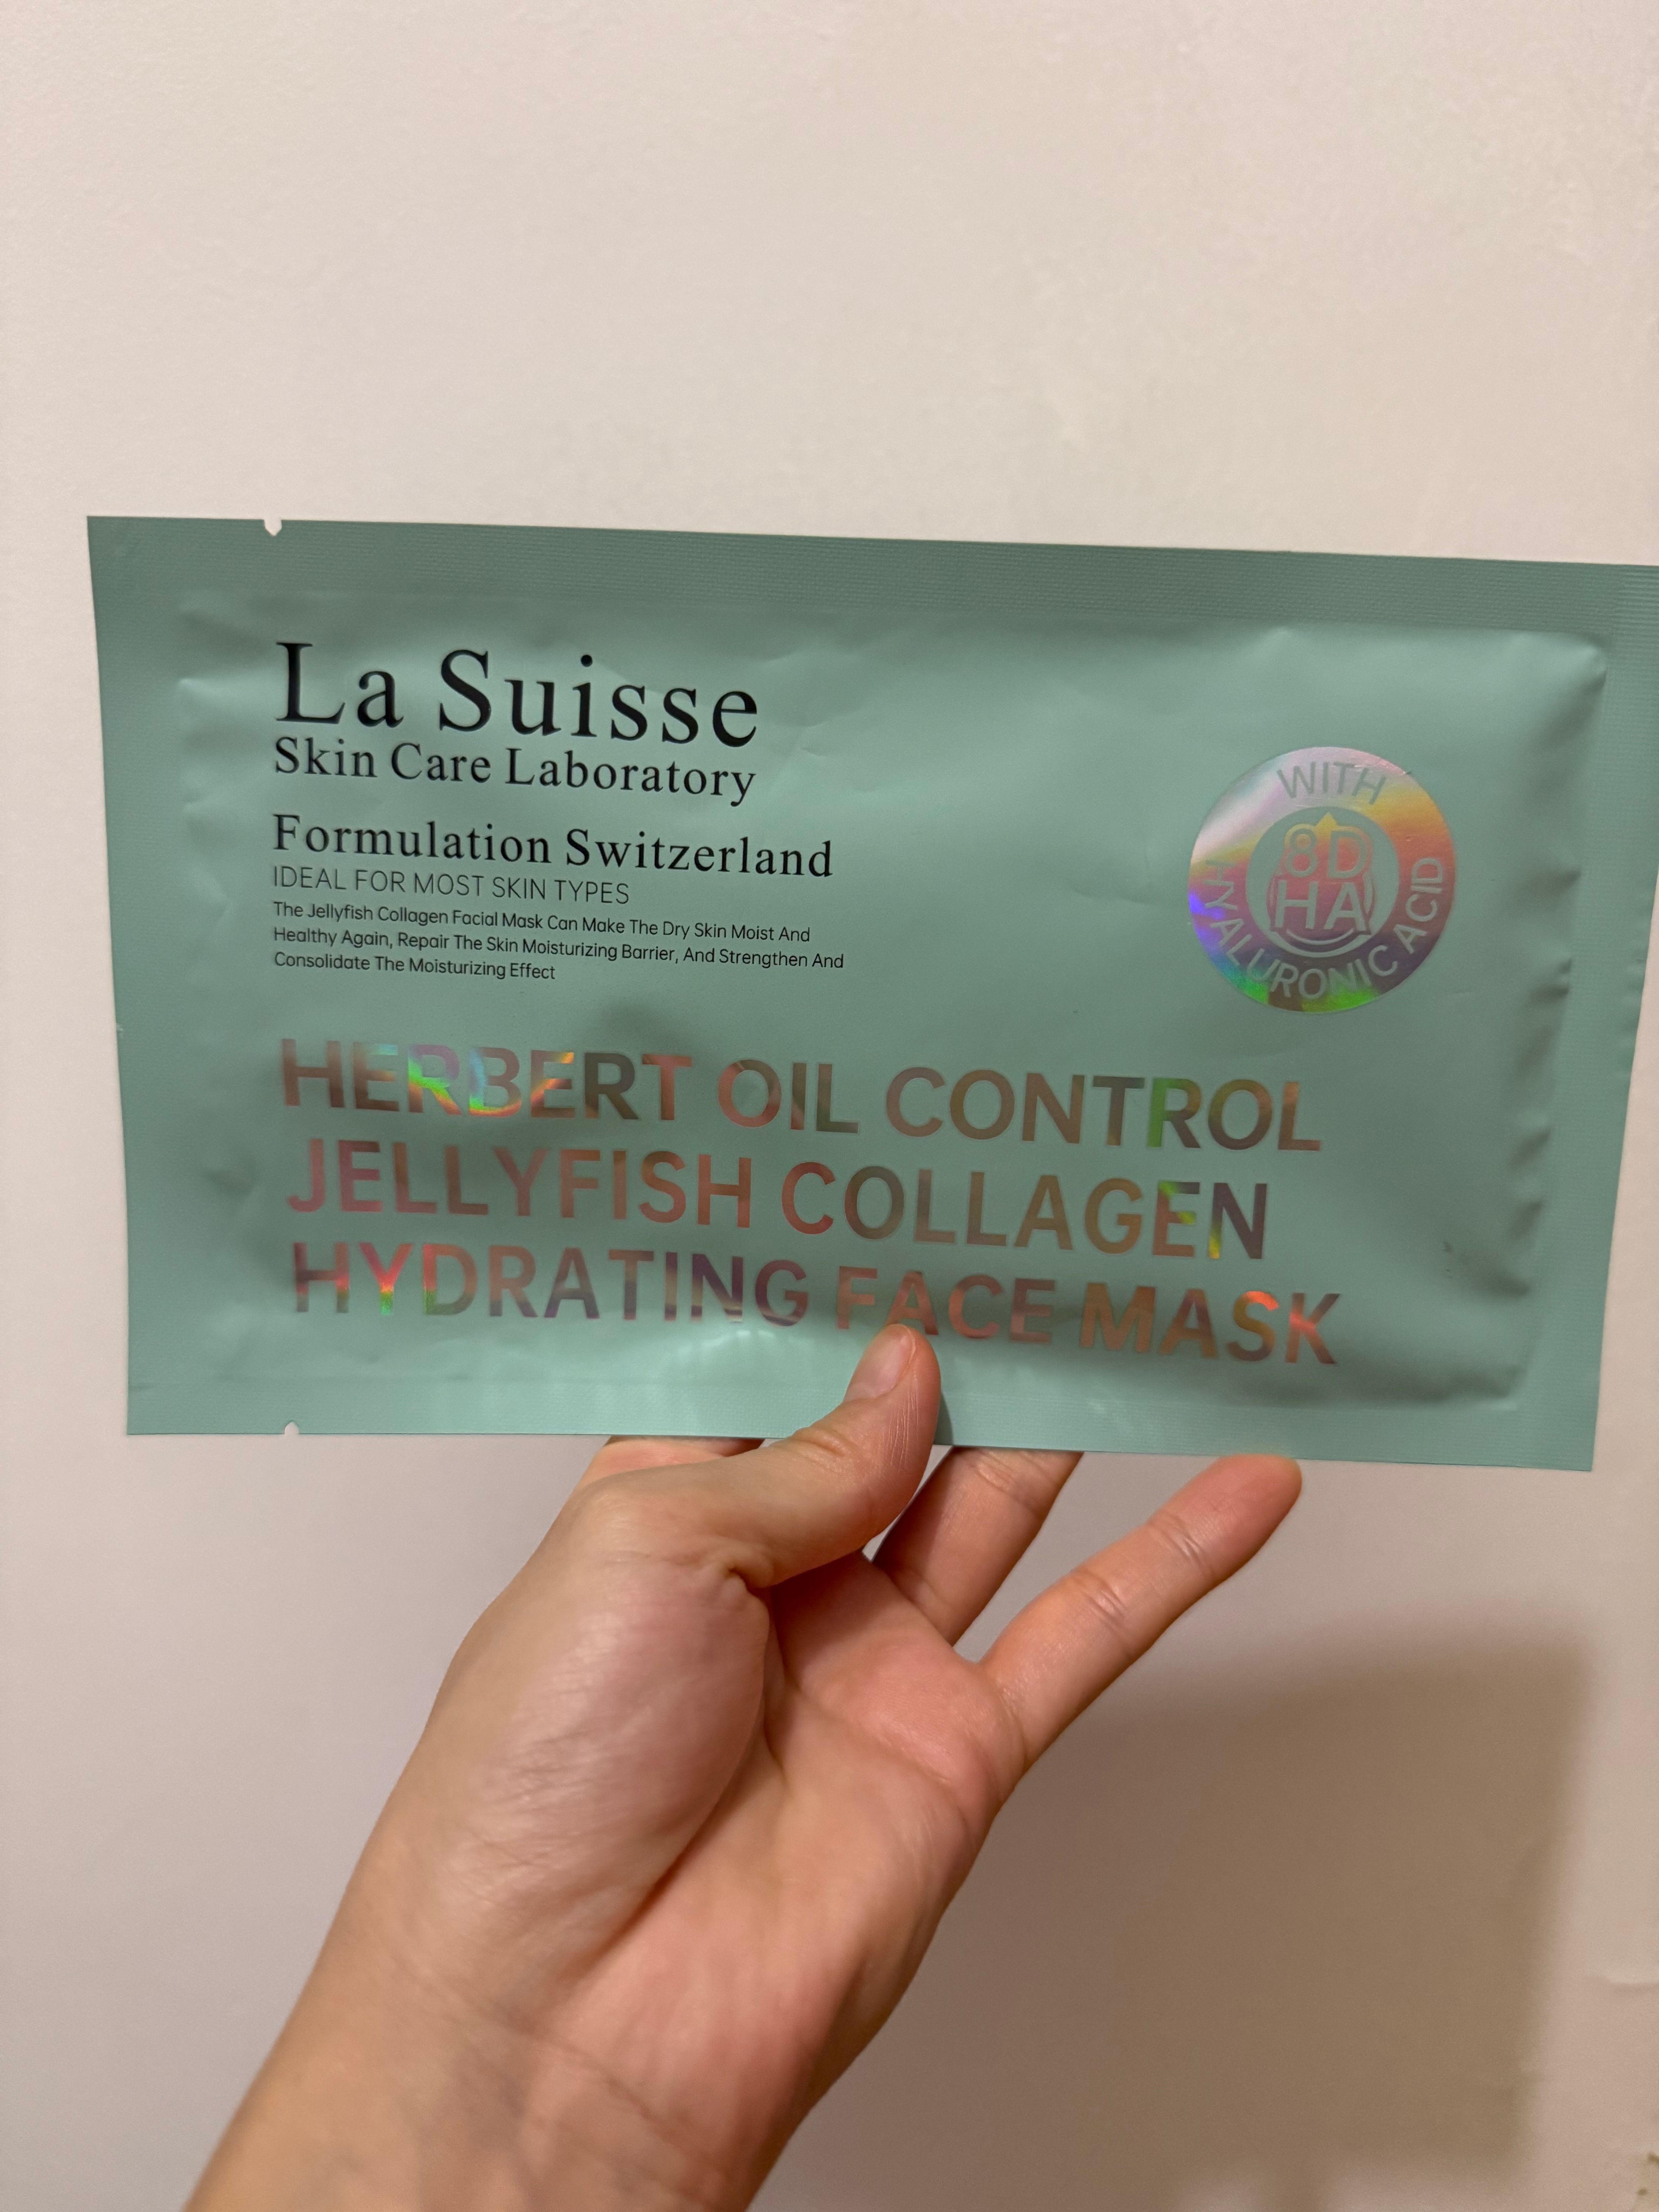 La Suisse
Skin Care Laboratory
Formulation Switzerland
IDEAL FOR MOST SKIN TYPES
The Jellyfish Collagen Facial Mask Can Make The Dry Skin Moist And
Healthy Again, Repair The Skin Moisturizing Barrier, And Strengthen And
Consolidate The Moisturizing Effect
WITH
8D
HA
HYALURONIC ACID
HERBERT OIL CONTROL
JELLYFISH COLLAGEN
HYDRATING FACE MASK